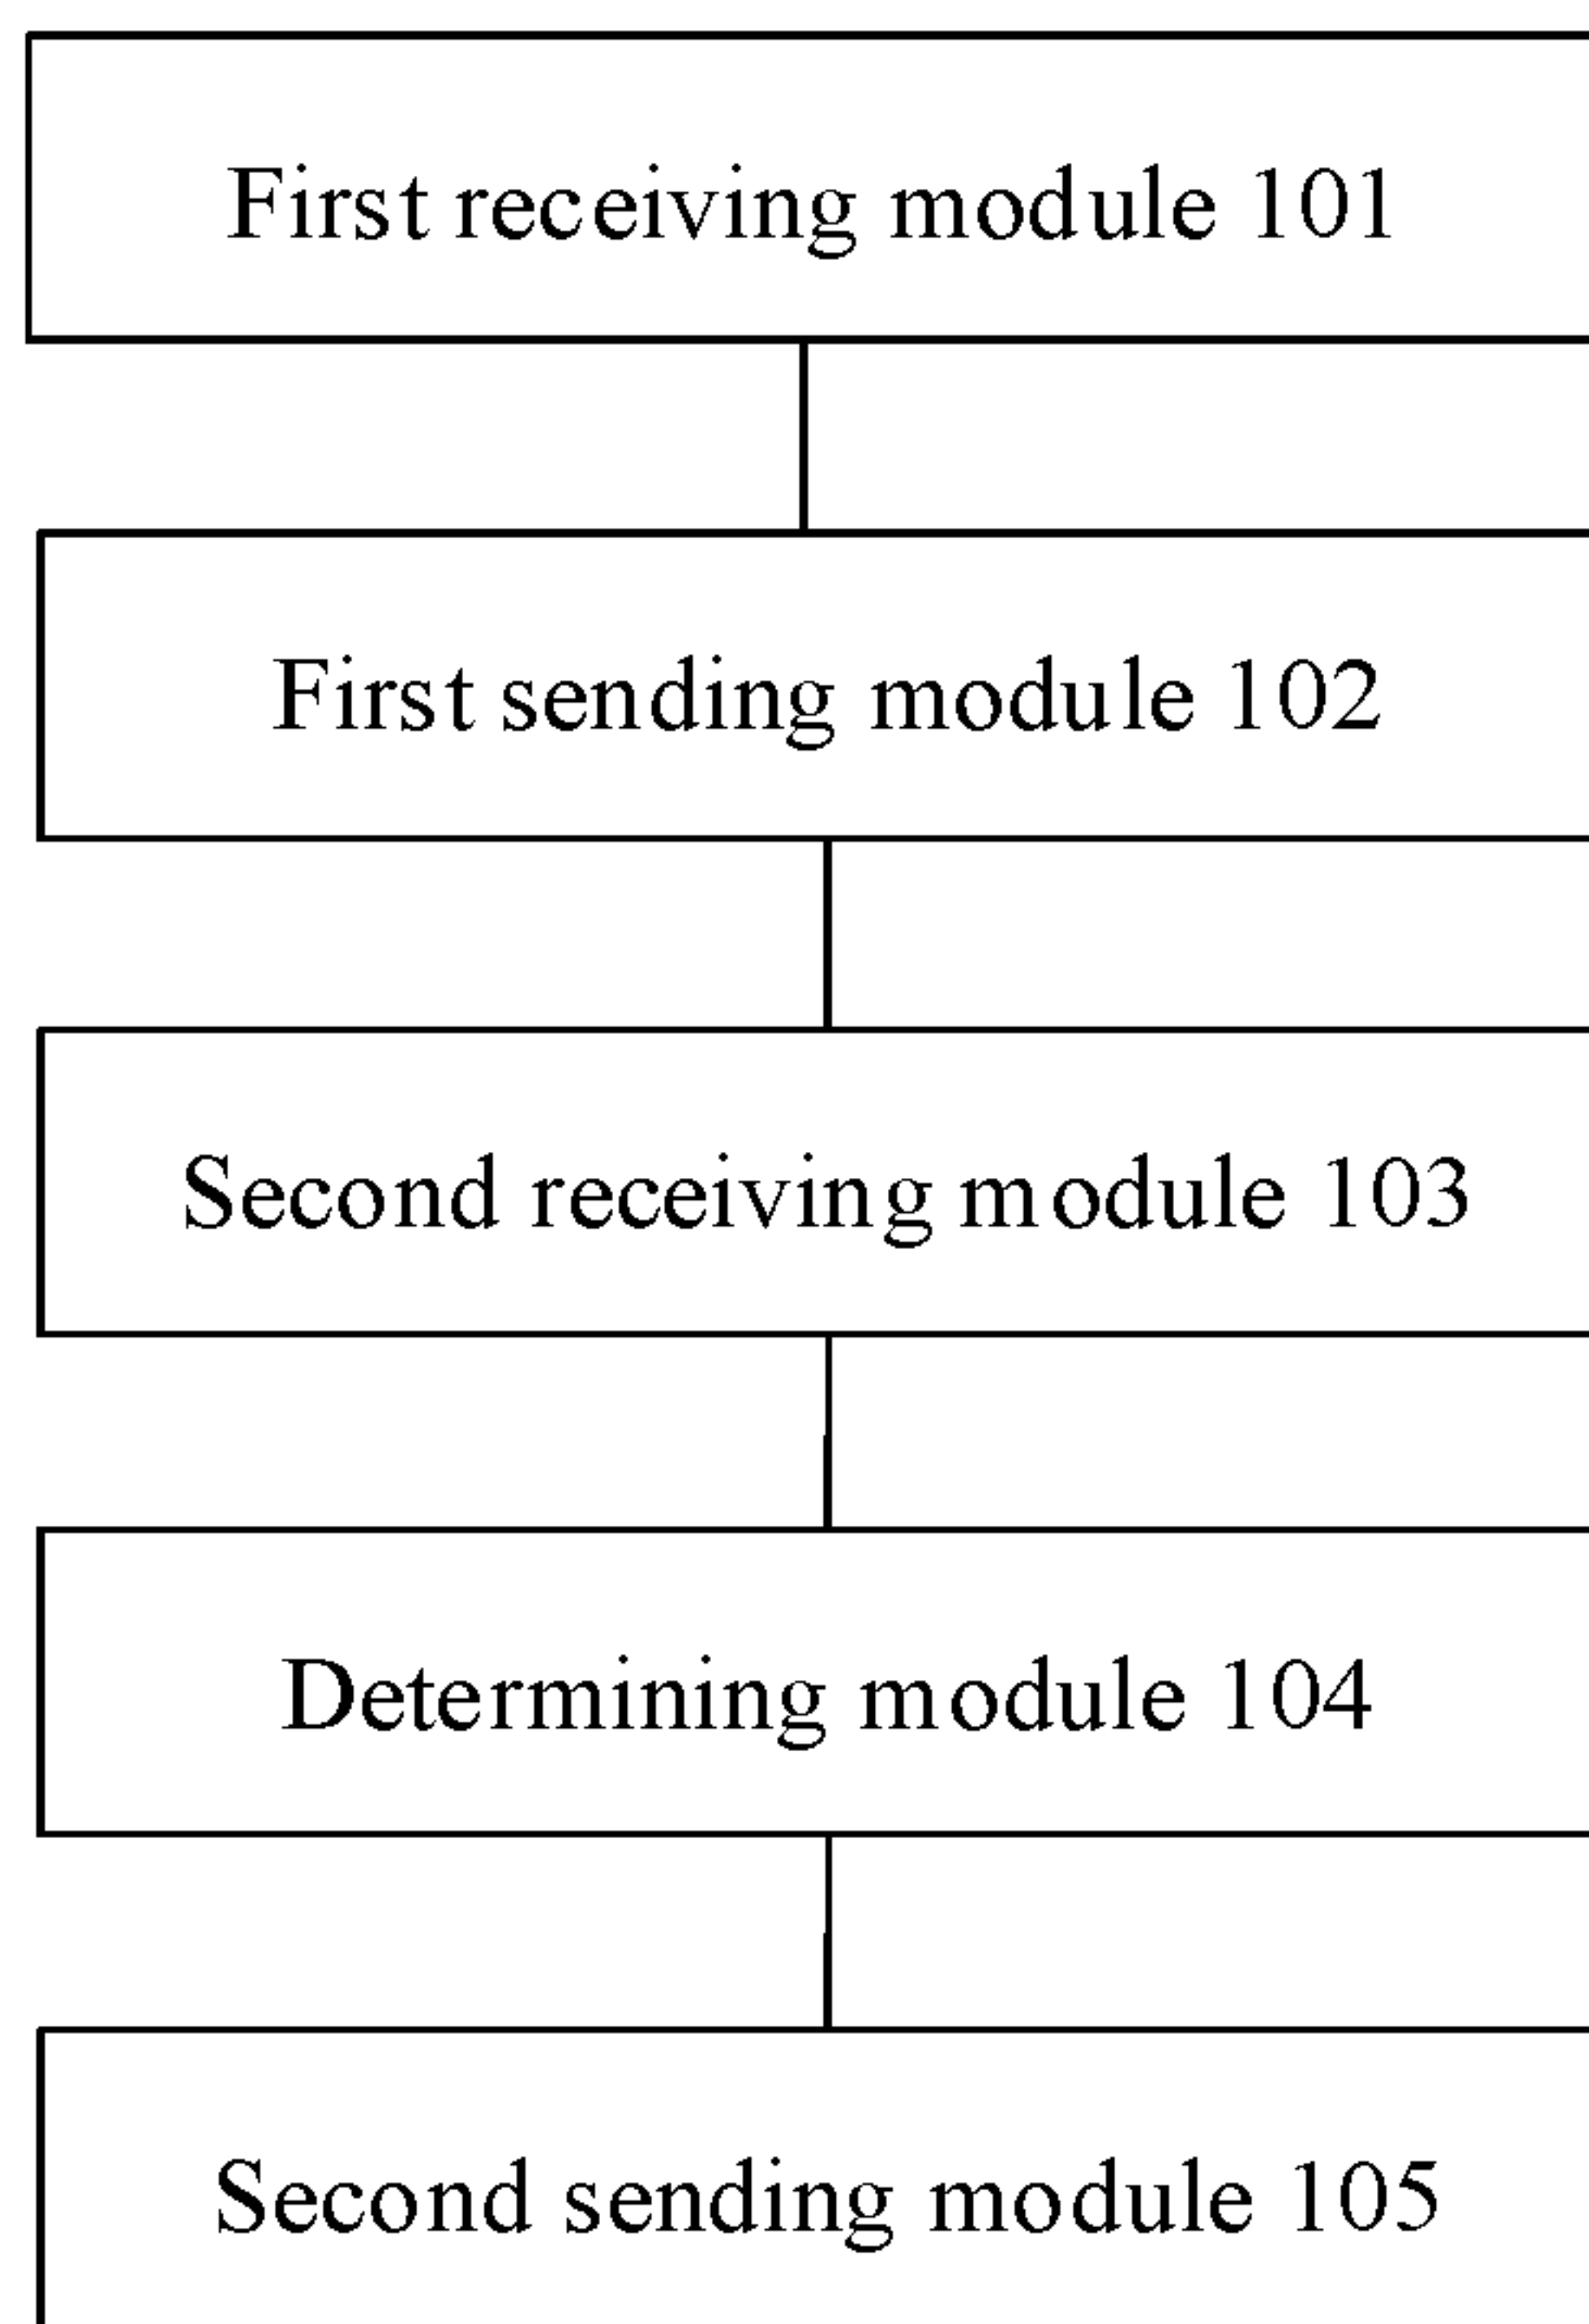 First receiving module 101
First sending module 102
Second receiving module 103
Determining module 104
Second sending module 105